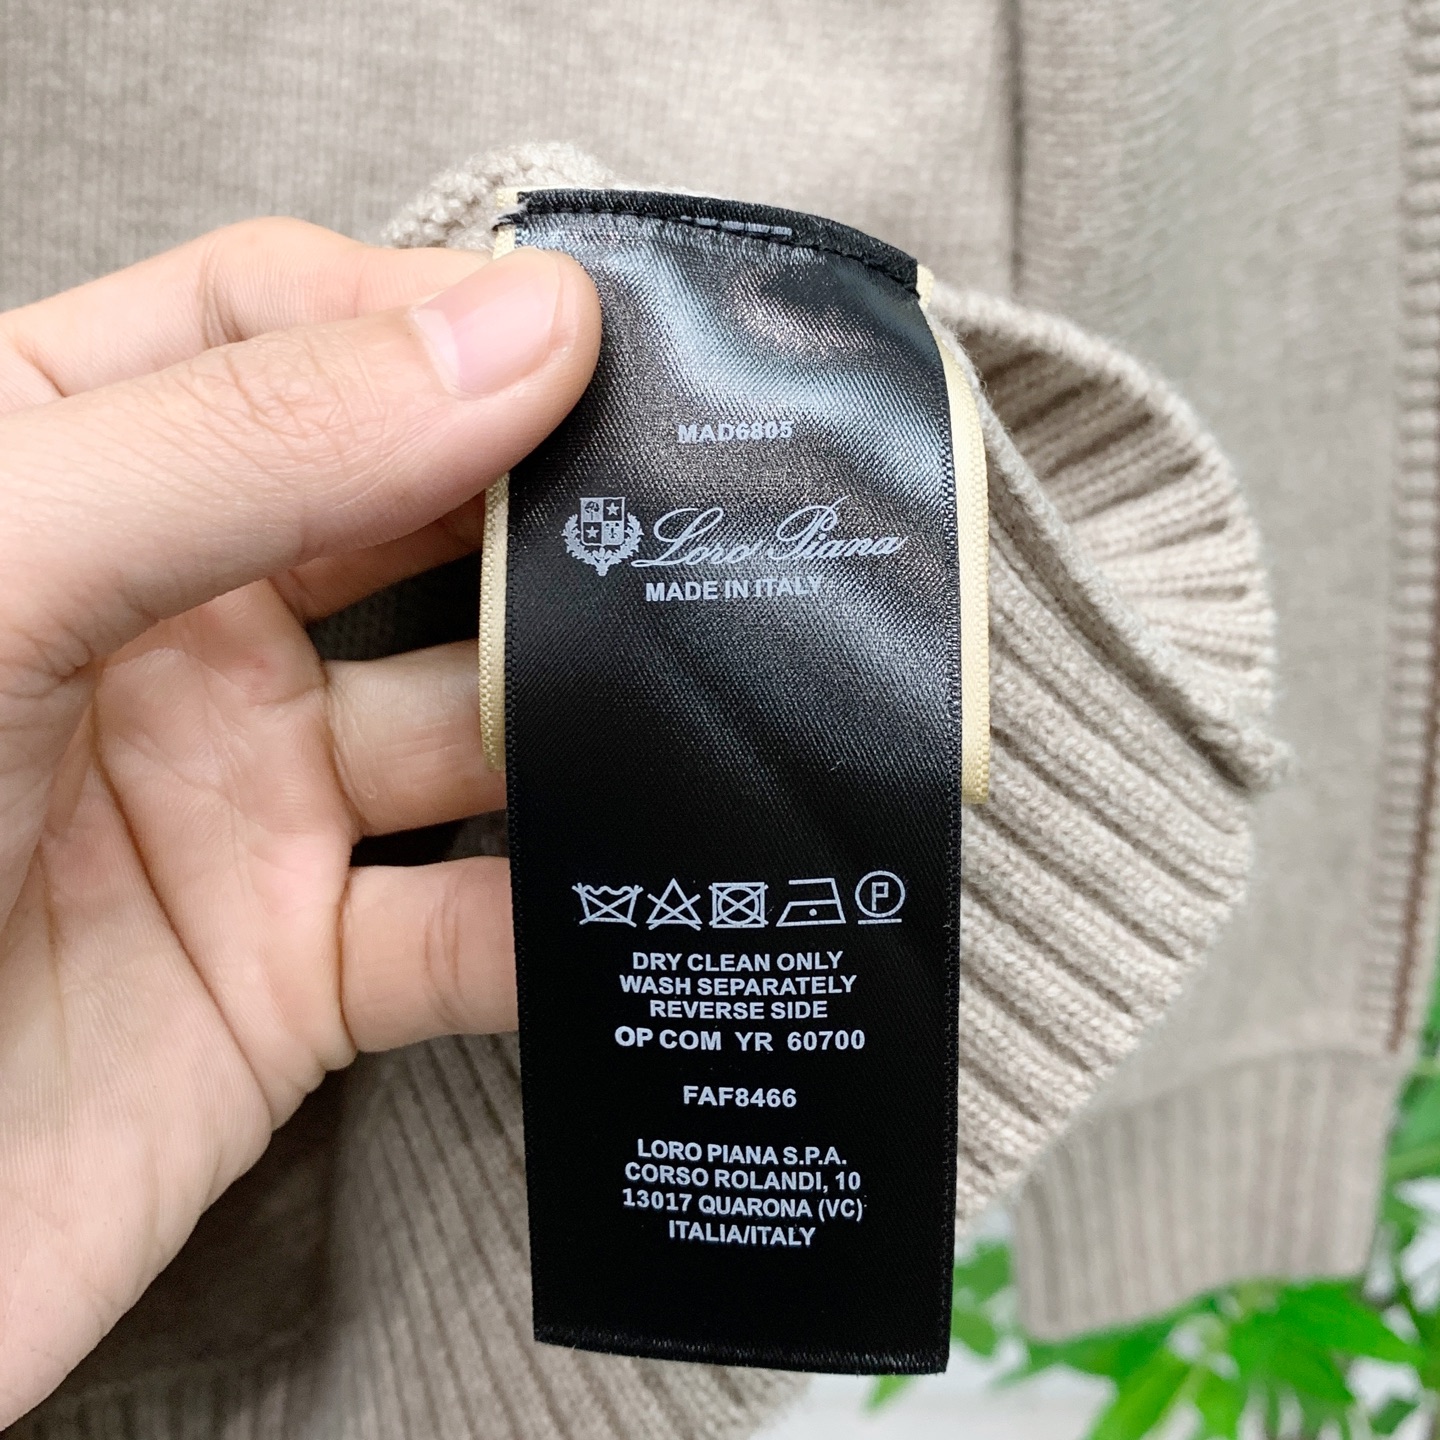 MAD6805
Loro Piana
MADE IN ITALY
P
DRY CLEAN ONLY
WASH SEPARATELY
REVERSE SIDE
OP COM YR 60700
FAF8466
LORO PIANA S.P.A.
CORSO ROLANDI, 10
13017 QUARONA (VC)
ITALIA/ITALY